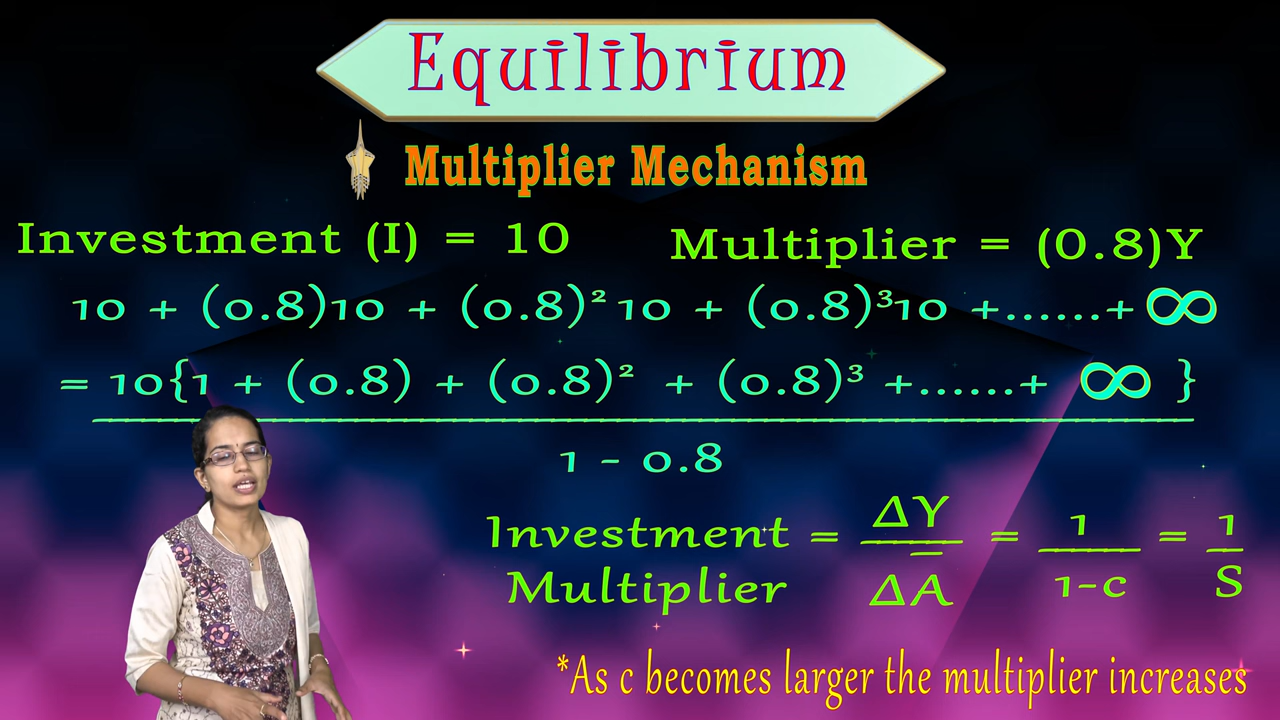 Equilibrium
Multiplier Mechanism
Investment (I) = 10 Multiplier = (0.8)Y
10 + (0.8)10 + (0.8)²10 + (0.8)³10 +......+ ∞
= 10{1 + (0.8) + (0.8)² + (0.8)³ +......+ ∞ }
1 - 0.8
Investment Multiplier = ΔY / ΔA̅ = 1 / 1-c = 1 / S
*As c becomes larger the multiplier increases